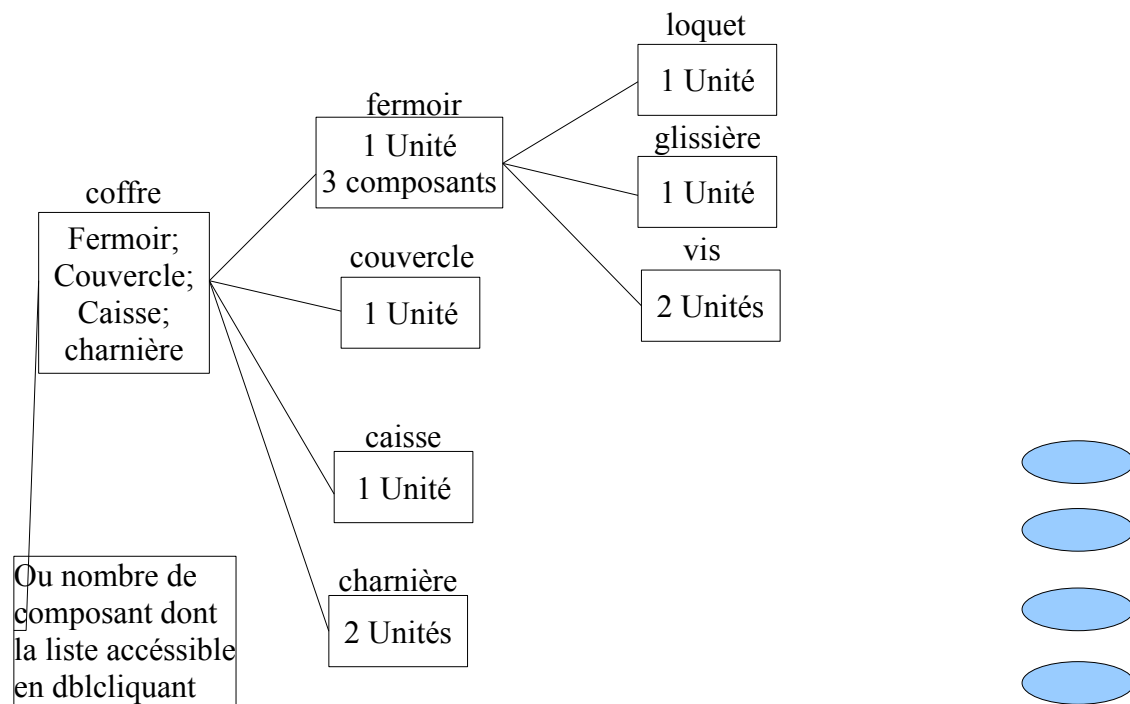 loquet
1 Unité
fermoir
1 Unité
3 composants
glissière
1 Unité
coffre
Fermoir;
Couvercle;
Caisse;
charnière
couvercle
1 Unité
vis
2 Unités
caisse
1 Unité
charnière
2 Unités
Ou nombre de
composant dont
la liste accéssible
en dblcliquant